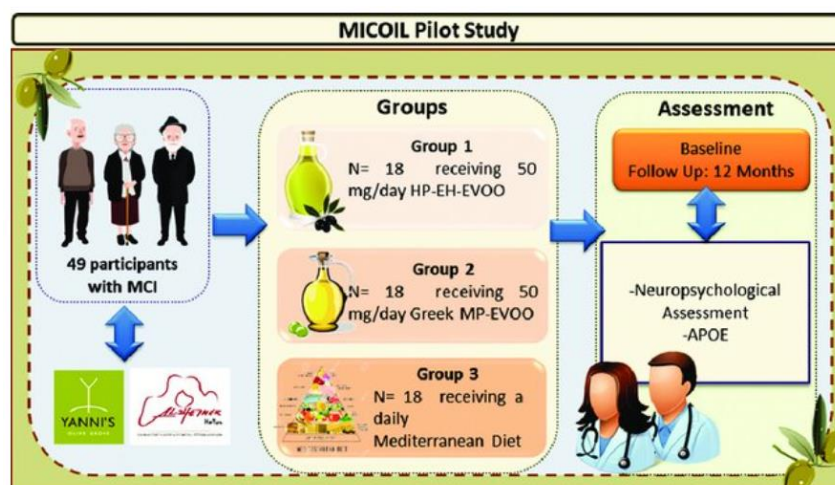 MICOIL Pilot Study
49 participants
with MCI
YANNI'S
OLIVE GROVE
Groups
Group 1
N= 18 receiving 50
mg/day HP-EH-EVOO
Group 2
N= 18 receiving 50
mg/day Greek MP-EVOO
Group 3
N= 18 receiving a
daily
Mediterranean Diet
Assessment
Baseline
Follow Up: 12 Months
-Neuropsychological
Assessment
-APOE